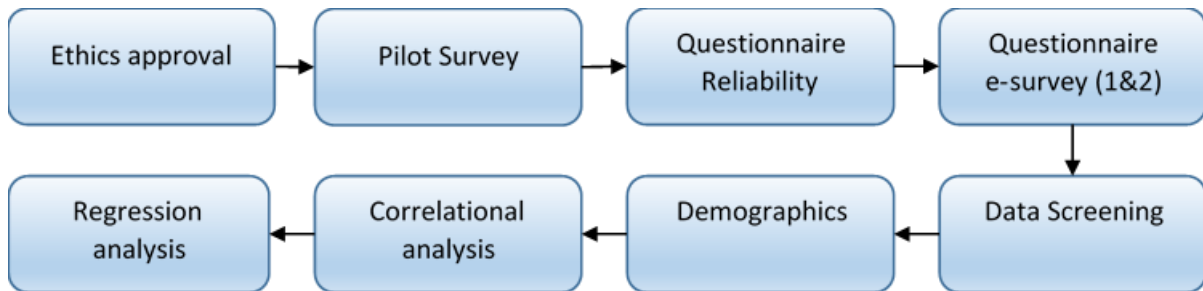 Ethics approval
Pilot Survey
Questionnaire
Reliability
Questionnaire
e-survey (1&2)
Data Screening
Demographics
Correlational
analysis
Regression
analysis